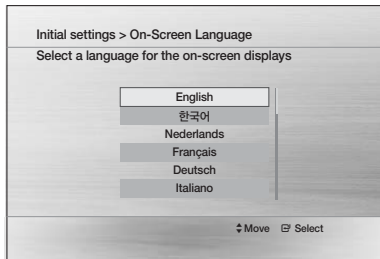 Initial settings > On-Screen Language
Select a language for the on-screen displays
English
한국어
Nederlands
Français
Deutsch
Italiano
Move Select